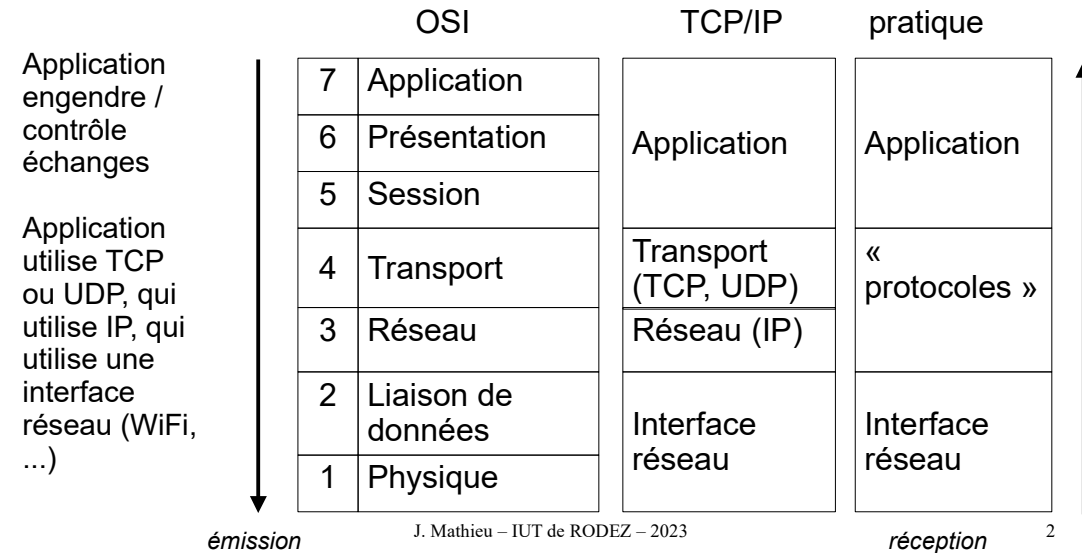 OSI
TCP/IP
pratique
Application
engendre /
contrôle
échanges
Application
utilise TCP
ou UDP, qui
utilise IP, qui
utilise une
interface
réseau (WiFi,
...)
7 Application
6 Présentation
5 Session
4 Transport
3 Réseau
2 Liaison de
données
1 Physique
Application
Transport
(TCP, UDP)
Réseau (IP)
Interface
réseau
Application
«
protocoles »
Interface
réseau
émission
J. Mathieu – IUT de RODEZ – 2023
réception
2